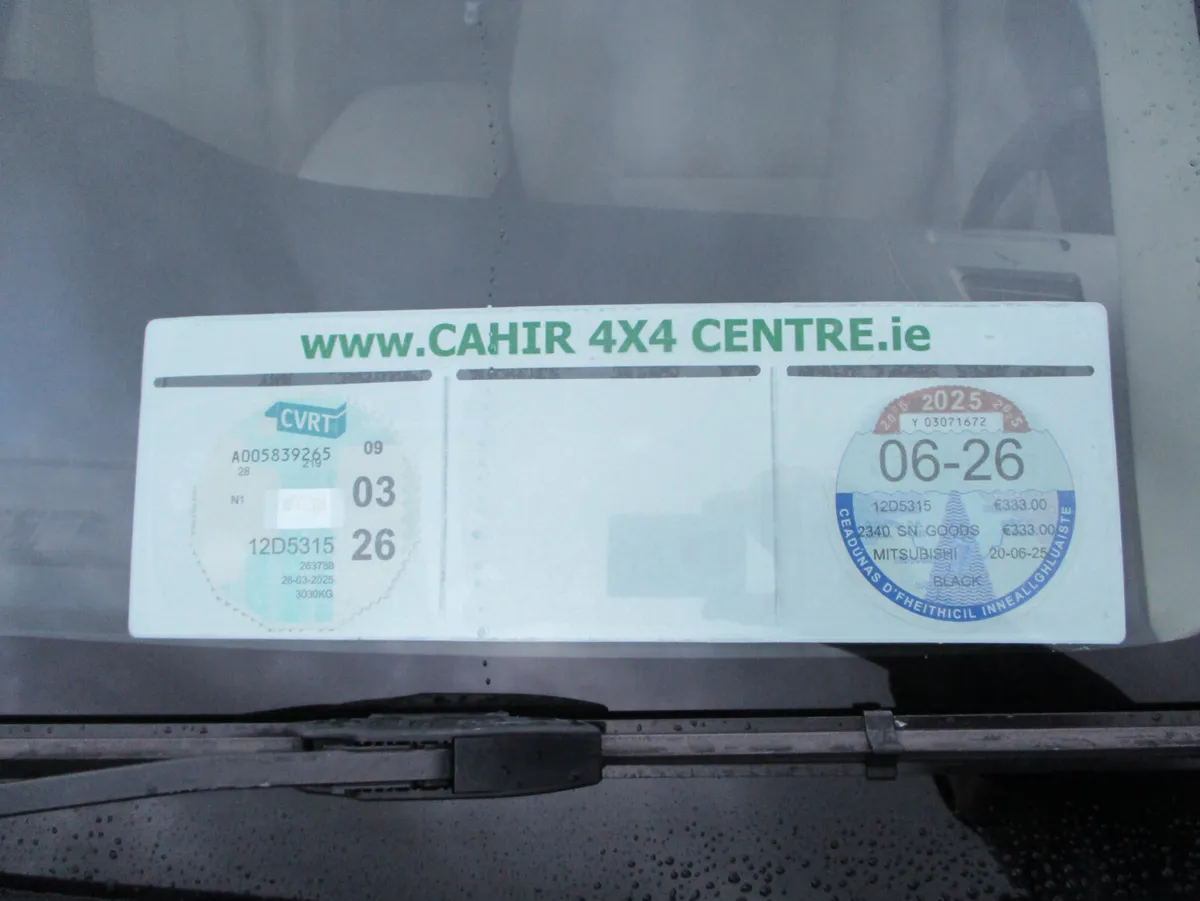 www.CAHIR 4X4 CENTRE.ie
CVRT
A005839265
28
219
N1
09
03
26
12D5315
263788
26-03-2025
3030KG
2025
Y 03071672
06-26
12D5315 €333.00
2340 SN GOODS €333.00
MITSUBISHI 20-06-25
BLACK
CEADÚNAS D'FHEITHICIL INNEALLGHLUAISTE